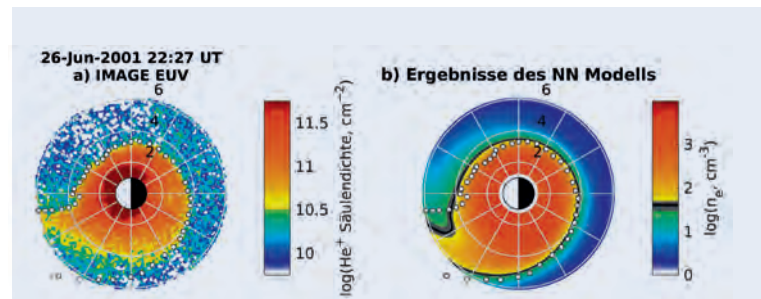 26-Jun-2001 22:27 UT
a) IMAGE EUV
6
4
2
11.5
11
10.5
10
log(He⁺ Säulendichte, cm⁻²)
b) Ergebnisse des NN Modells
6
4
2
3
2
1
0
log(nₑ, cm⁻³)